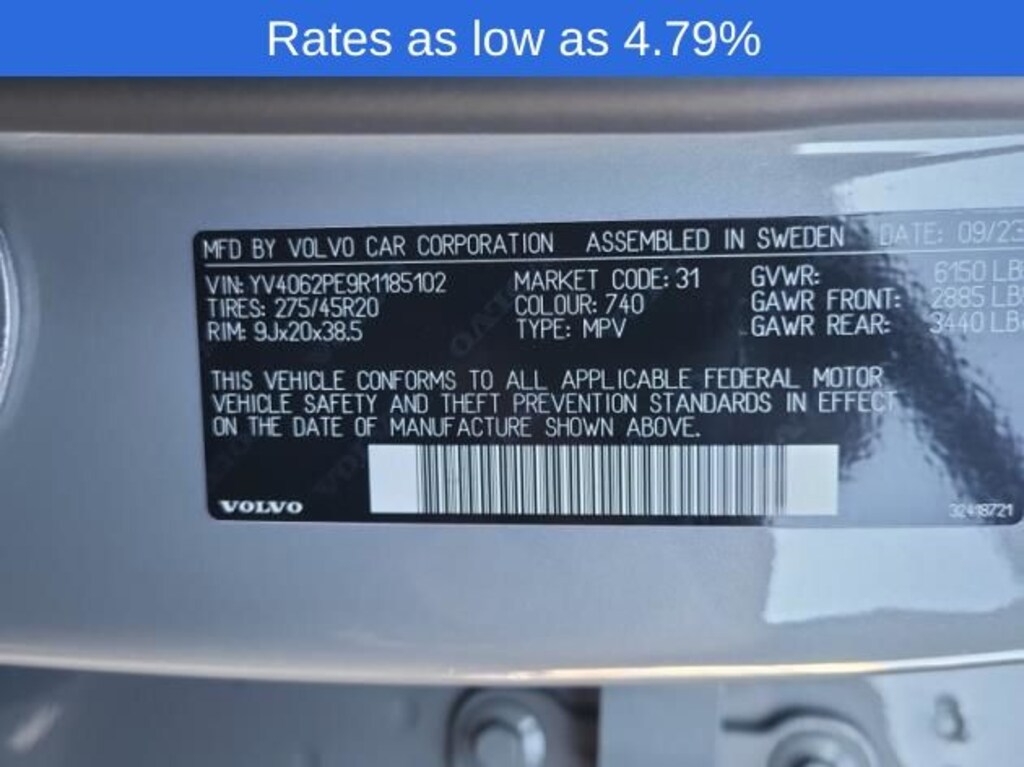 Rates as low as 4.79%
MFD BY VOLVO CAR CORPORATION ASSEMBLED IN SWEDEN DATE: 09/23
VIN: YV4062PE9R1185102 MARKET CODE: 31 GVWR: 6150 LB
TIRES: 275/45R20 COLOUR: 740 GAWR FRONT: 2885 LB
RIM: 9Jx20x38.5 TYPE: MPV GAWR REAR: 3440 LB
THIS VEHICLE CONFORMS TO ALL APPLICABLE FEDERAL MOTOR
VEHICLE SAFETY AND THEFT PREVENTION STANDARDS IN EFFECT
ON THE DATE OF MANUFACTURE SHOWN ABOVE.
VOLVO 32418721